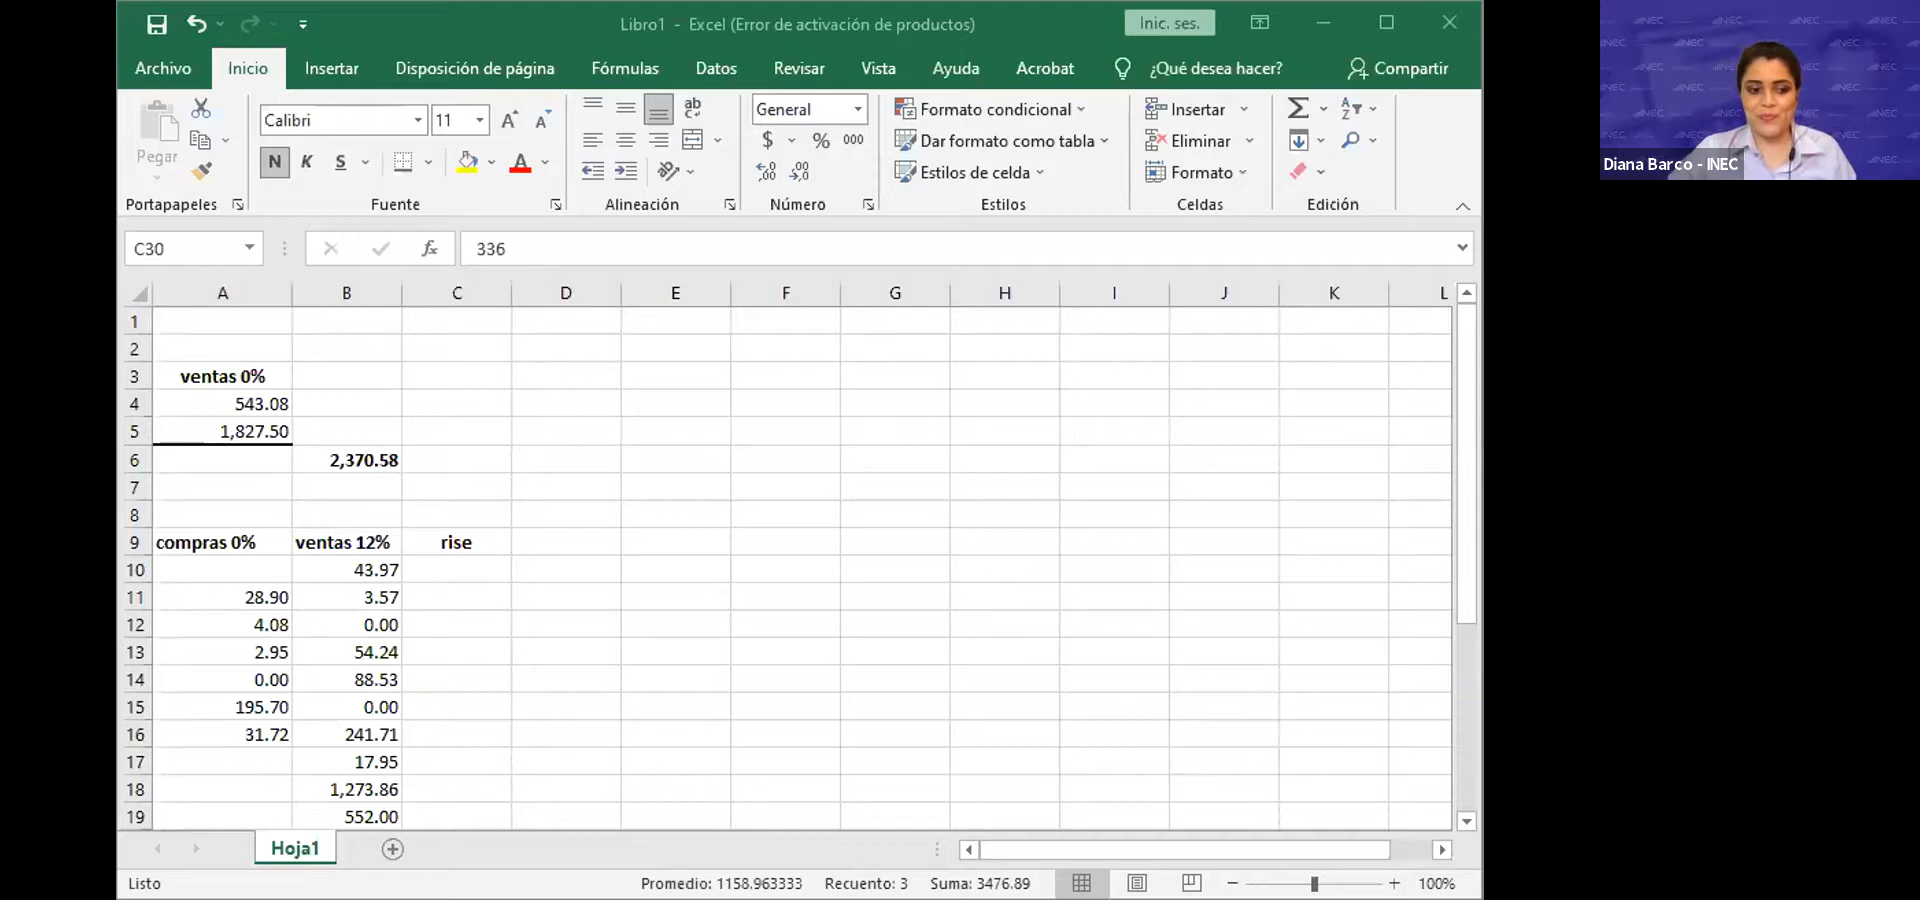 Libro1 - Excel (Error de activación de productos)
Inic. ses.
Archivo Inicio Insertar Disposición de página Fórmulas Datos Revisar Vista Ayuda Acrobat ¿Qué desea hacer? Compartir
Pegar
Calibri 11
N K S
A A A
ab
General
$ % 000
Formato condicional
Dar formato como tabla
Estilos de celda
Insertar
Eliminar
Formato
Portapapeles Fuente Alineación Número Estilos Celdas Edición
C30 fx 336
A B C D E F G H I J K L
1
2
3 ventas 0%
4 543.08
5 1,827.50
6 2,370.58
7
8
9 compras 0% ventas 12% rise
10 43.97
11 28.90 3.57
12 4.08 0.00
13 2.95 54.24
14 0.00 88.53
15 195.70 0.00
16 31.72 241.71
17 17.95
18 1,273.86
19 552.00
Hoja1
Listo Promedio: 1158.963333 Recuento: 3 Suma: 3476.89 100%
Diana Barco - INEC